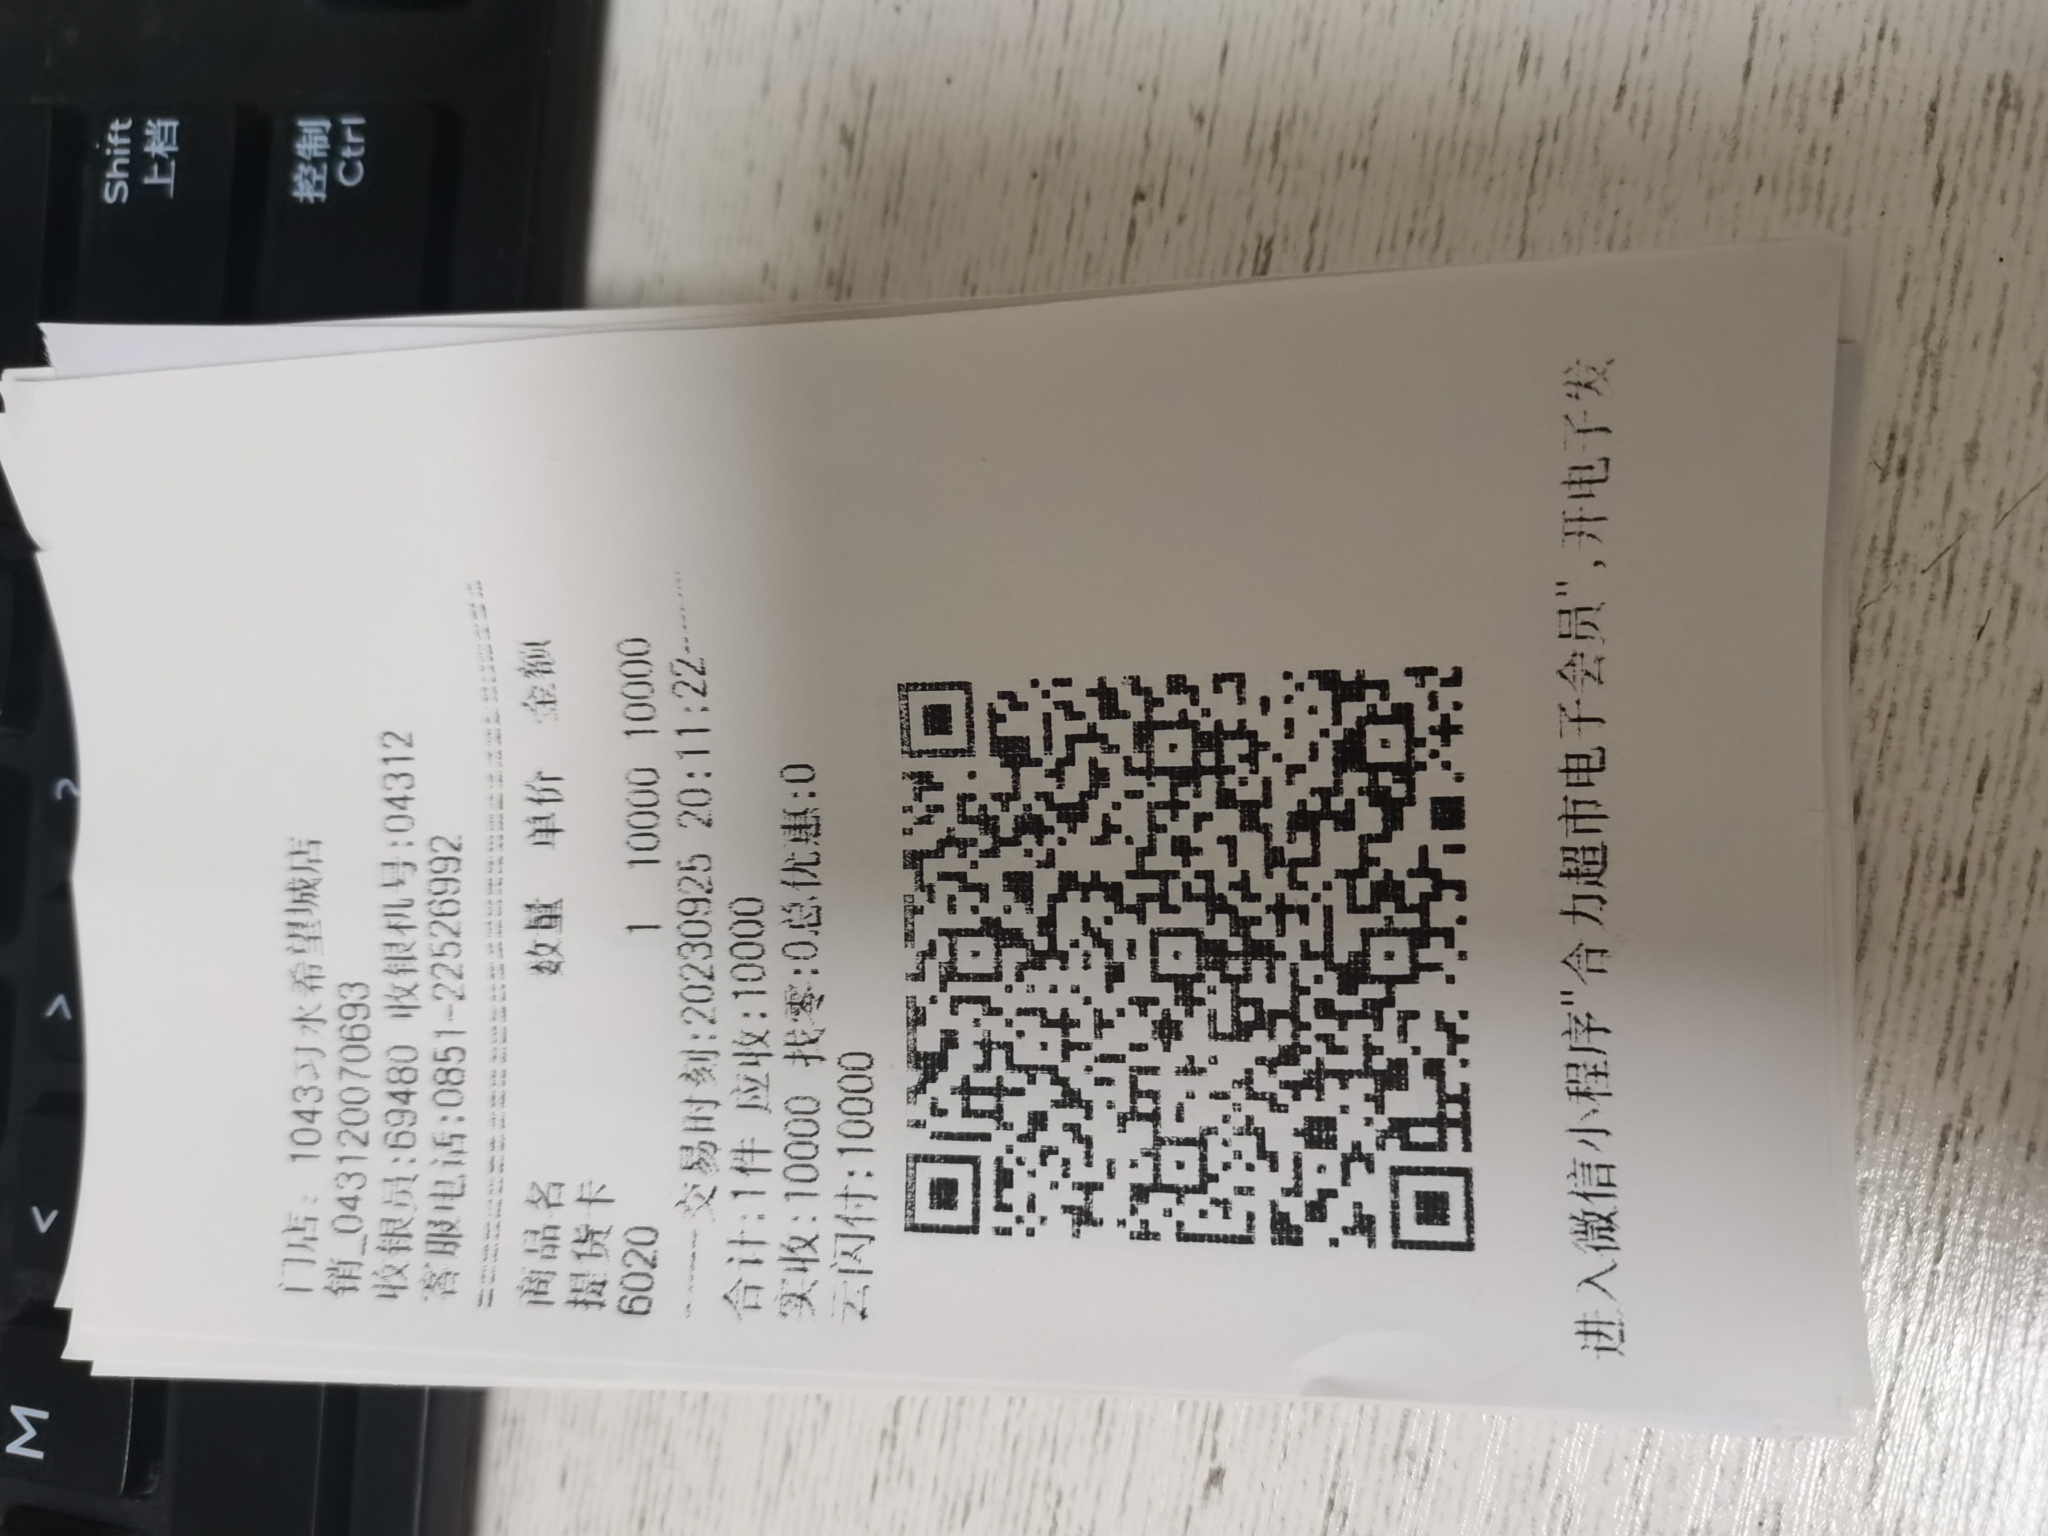 门店: 1043习水希望城店
销_043120070693
收银员:69480 收银机号:04312
客服电话:0851-22526992
商品名 数量 单价 金额
提货卡
6020 1 10000 10000
交易时刻:20230925 20:11:22
合计:1件 应收:10000
实收:10000 找零:0总优惠:0
云闪付:10000
进入微信小程序"合力超市电子会员",开电子发
Shift
上档
控制
Ctrl
M
<
>
?